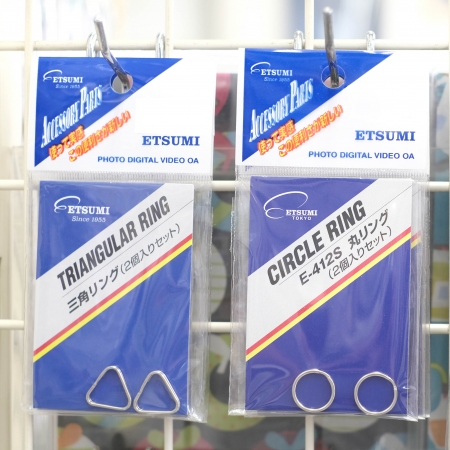 ETSUMI
Since 1955
ACCESSORY PARTS
ETSUMI
PHOTO DIGITAL VIDEO OA
ETSUMI
Since 1955
TRIANGULAR RING
三角リング(2個入りセット)
ETSUMI
ACCESSORY PARTS
ETSUMI
PHOTO DIGITAL VIDEO OA
ETSUMI
TOKYO
CIRCLE RING
E-412S 丸リング
(2個入りセット)